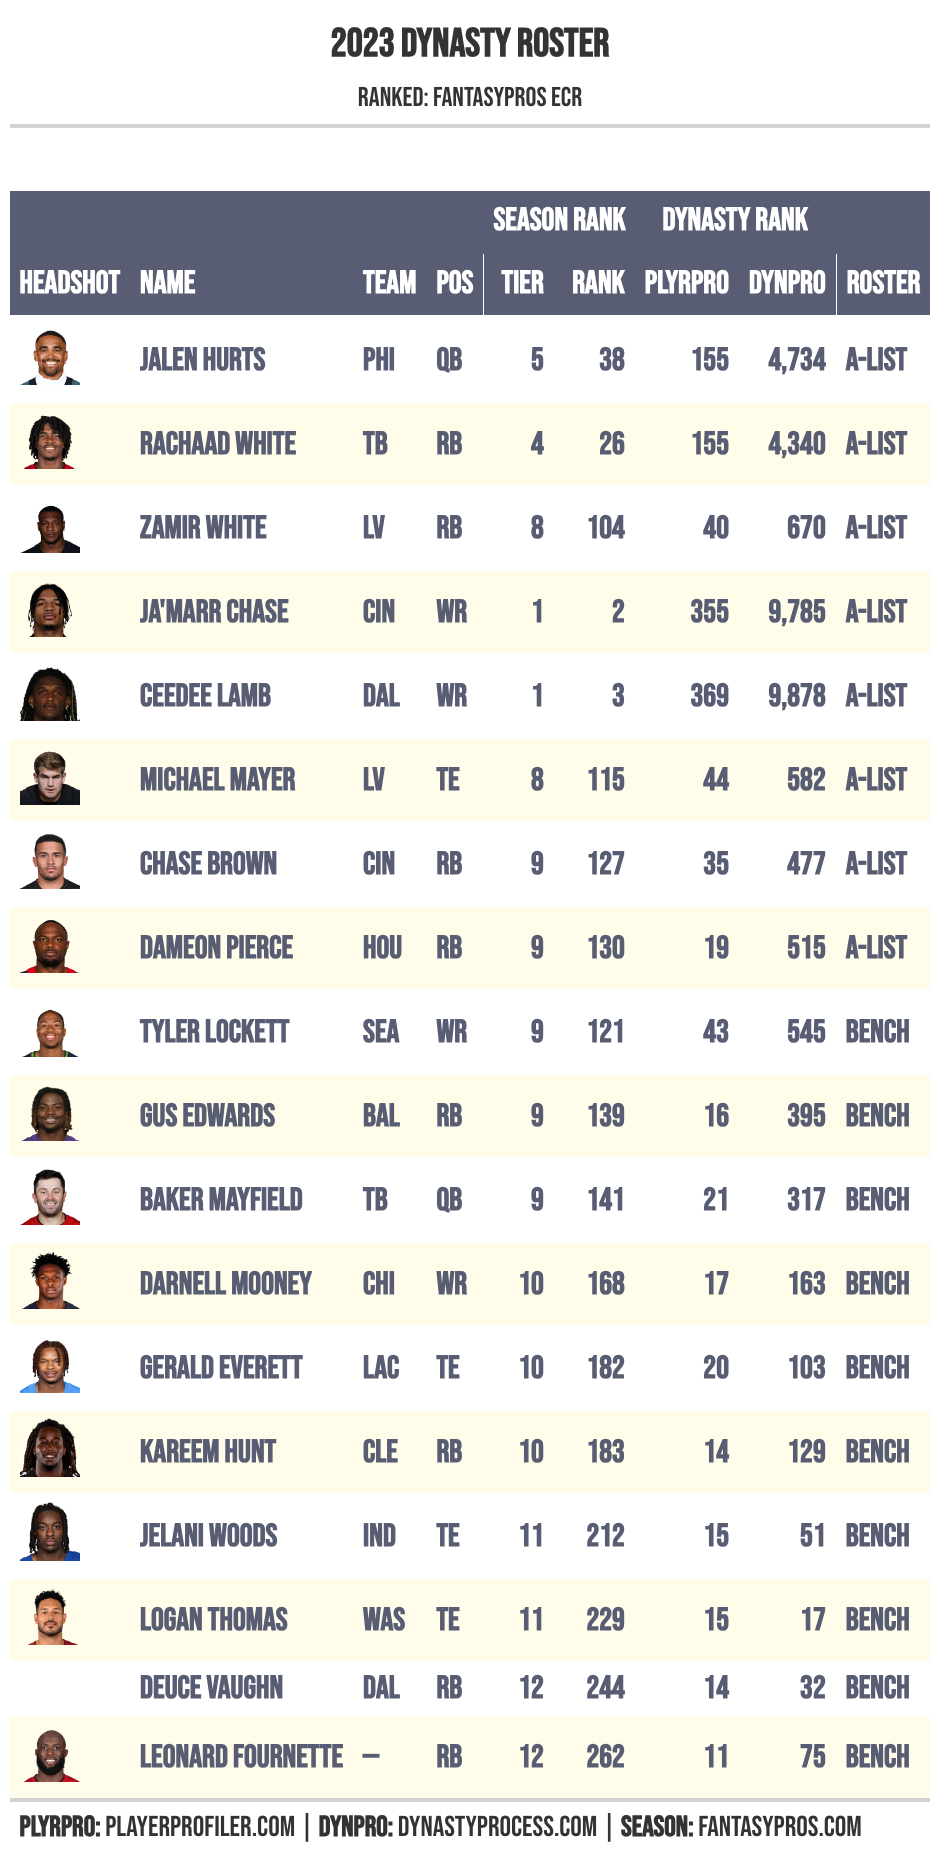 2023 DYNASTY ROSTER
RANKED: FANTASYPROS ECR
SEASON RANK DYNASTY RANK
HEADSHOT NAME TEAM POS TIER RANK PLYRPRO DYNPRO ROSTER
JALEN HURTS PHI QB 5 38 155 4,734 A-LIST
RACHAAD WHITE TB RB 4 26 155 4,340 A-LIST
ZAMIR WHITE LV RB 8 104 40 670 A-LIST
JA'MARR CHASE CIN WR 1 2 355 9,785 A-LIST
CEEDEE LAMB DAL WR 1 3 369 9,878 A-LIST
MICHAEL MAYER LV TE 8 115 44 582 A-LIST
CHASE BROWN CIN RB 9 127 35 477 A-LIST
DAMEON PIERCE HOU RB 9 130 19 515 A-LIST
TYLER LOCKETT SEA WR 9 121 43 545 BENCH
GUS EDWARDS BAL RB 9 139 16 395 BENCH
BAKER MAYFIELD TB QB 9 141 21 317 BENCH
DARNELL MOONEY CHI WR 10 168 17 163 BENCH
GERALD EVERETT LAC TE 10 182 20 103 BENCH
KAREEM HUNT CLE RB 10 183 14 129 BENCH
JELANI WOODS IND TE 11 212 15 51 BENCH
LOGAN THOMAS WAS TE 11 229 15 17 BENCH
DEUCE VAUGHN DAL RB 12 244 14 32 BENCH
LEONARD FOURNETTE — RB 12 262 11 75 BENCH
PLYRPRO: PLAYERPROFILER.COM | DYNPRO: DYNASTYPROCESS.COM | SEASON: FANTASYPROS.COM